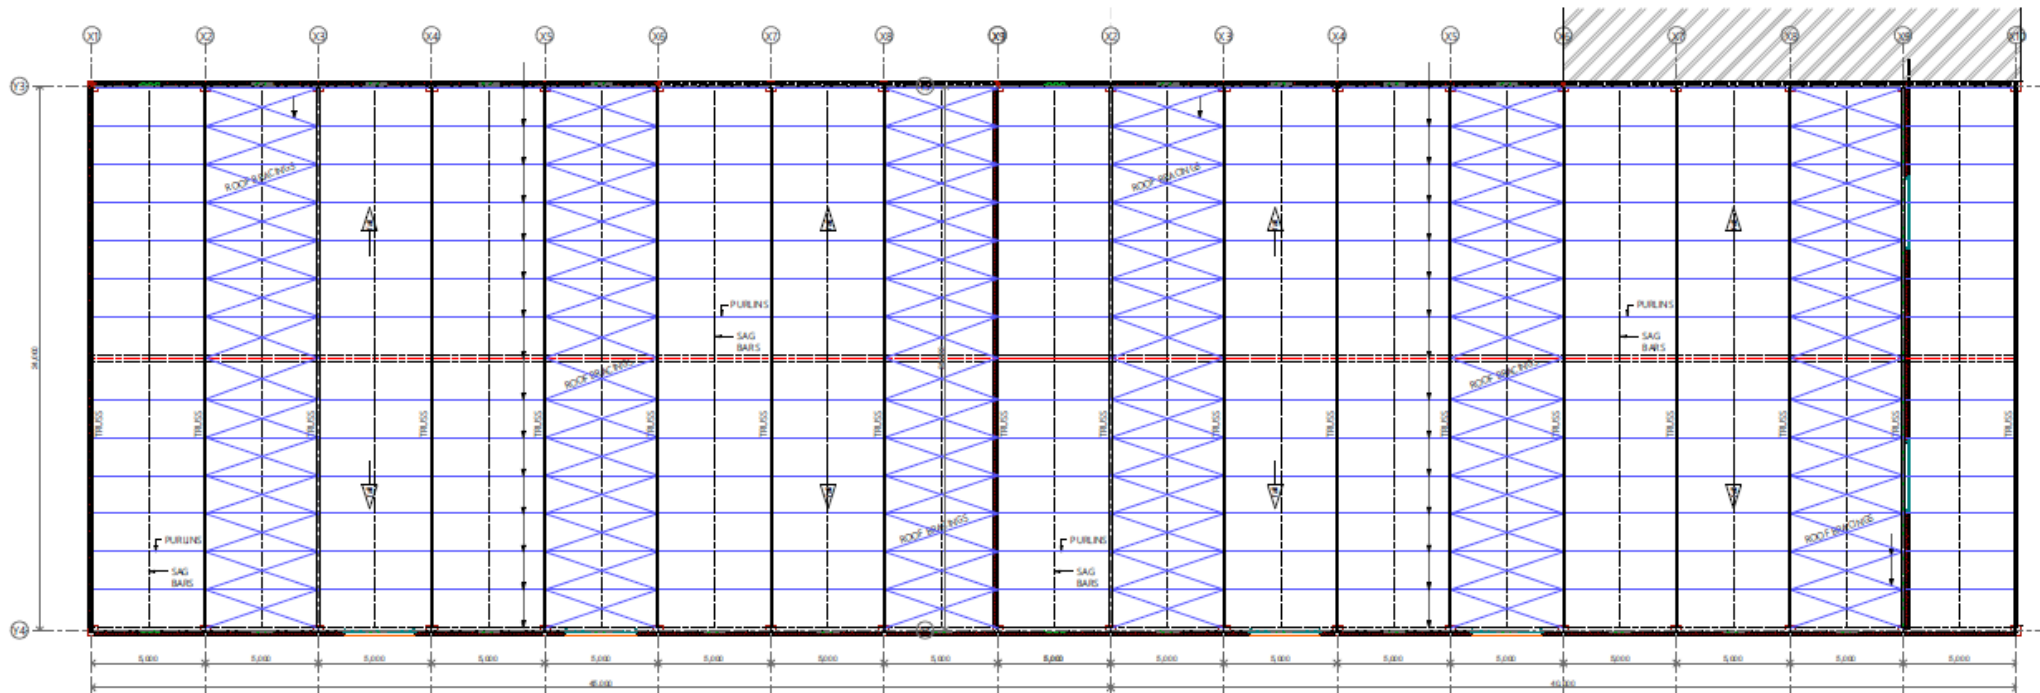 X1 X2 X3 X4 X5 X6 X7 X8 X9 X2 X3 X4 X5 X6 X7 X8 X9
Y3
ROOF BRACINGS
ROOF BRACINGS
PURLINS
SAG
BARS
PURLINS
SAG
BARS
ROOF BRACINGS
ROOF BRACINGS
TRUSS TRUSS TRUSS TRUSS TRUSS TRUSS TRUSS TRUSS TRUSS TRUSS TRUSS TRUSS TRUSS TRUSS TRUSS TRUSS TRUSS TRUSS
ROOF BRACINGS
ROOF BRACINGS
PURLINS
SAG
BARS
PURLINS
SAG
BARS
Y4
5,000 5,000 5,000 5,000 5,000 5,000 5,000 5,000 5,000 5,000 5,000 5,000 5,000 5,000 5,000 5,000 5,000